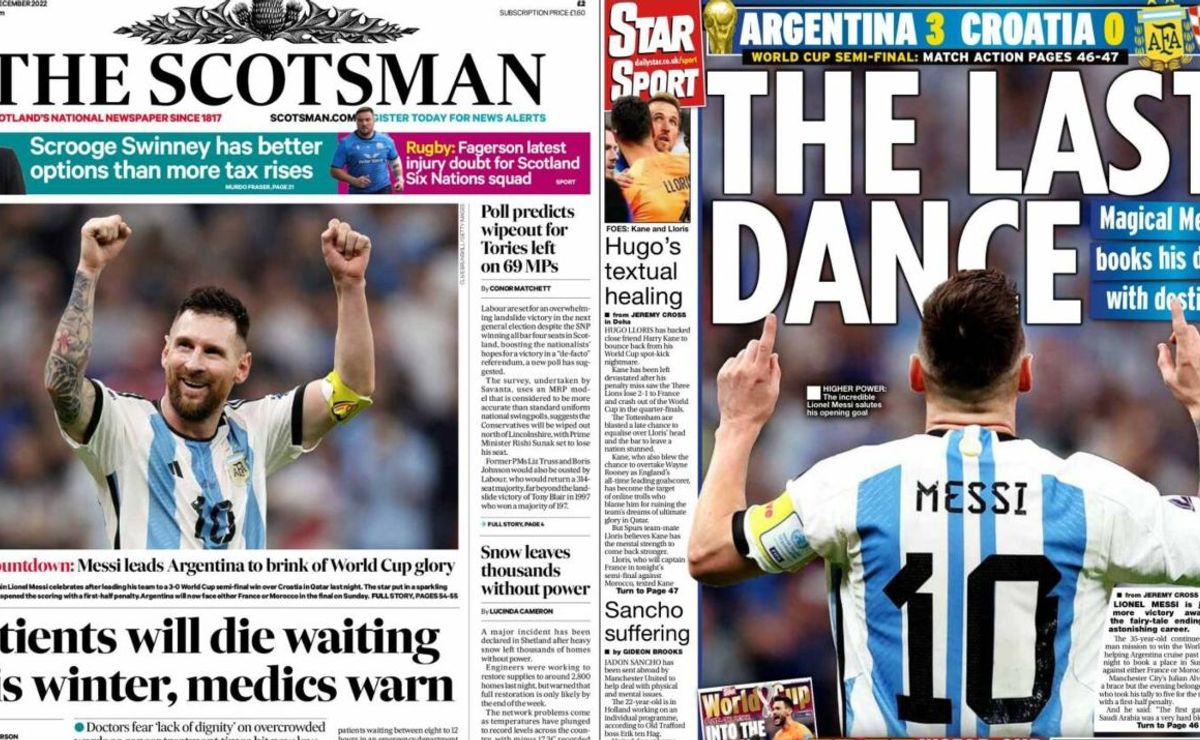 ECEMBER 2022
£2
SUBSCRIPTION PRICE £1.60
THE SCOTSMAN
OTLAND'S NATIONAL NEWSPAPER SINCE 1817
SCOTSMAN.COM
GISTER TODAY FOR NEWS ALERTS
Scrooge Swinney has better
options than more tax rises
MURDO FRASER, PAGE 21
Rugby: Fagerson latest
injury doubt for Scotland
Six Nations squad
SPORT
10
ountdown: Messi leads Argentina to brink of World Cup glory
in Lionel Messi celebrates after leading his team to a 3-0 World Cup semi-final win over Croatia in Qatar last night. The star put in a sparkling
opened the scoring with a first-half penalty. Argentina will now face either France or Morocco in the final on Sunday. FULL STORY, PAGES 54-55
tients will die waiting
is winter, medics warn
Doctors fear 'lack of dignity' on overcrowded
patients waiting between eight to 12
Poll predicts
wipeout for
Tories left
on 69 MPs
By CONOR MATCHETT
Labour are set for an overwhelm-
ing landslide victory in the next
general election despite the SNP
winning all bar four seats in Scot-
land, boosting the nationalists'
hopes for a victory in a "de-facto"
referendum, a new poll has sug-
gested.
The survey, undertaken by
Savanta, uses an MRP mod-
el that is considered to be more
accurate than standard uniform
national swing polls, suggests the
Conservatives will be wiped out
north of Lincolnshire, with Prime
Minister Rishi Sunak set to lose
his seat.
Former PMs Liz Truss and Boris
Johnson would also be ousted by
Labour, who would return a 314-
seat majority, far beyond the land-
slide victory of Tony Blair in 1997
who won a majority of 197.
FULL STORY, PAGE 4
Snow leaves
thousands
without power
By LUCINDA CAMERON
A major incident has been
declared in Shetland after heavy
snow left thousands of homes
without power.
Engineers were working to
restore supplies to around 2,800
homes last night, but warned that
full restoration is only likely by
the end of the week.
The network problems come
as temperatures have plunged
to record levels across the coun-
STAR
dailystar.co.uk/sport
SPORT
ARGENTINA 3 CROATIA 0
AFA
WORLD CUP SEMI-FINAL: MATCH ACTION PAGES 46-47
THE LAST
DANCE
Magical Me
books his d
with desti
LLORIS
FOES: Kane and Lloris
Hugo's
textual
healing
from JEREMY CROSS
in Doha
HUGO LLORIS has backed
close friend Harry Kane to
bounce back from his
World Cup spot-kick
nightmare.
Kane has been left
devastated after his
penalty miss saw the Three
Lions lose 2-1 to France
and crash out of the World
Cup in the quarter-finals.
The Tottenham ace
blasted a late chance to
equalise over Lloris' head
and the bar to leave a
nation stunned.
Kane, who also blew the
chance to overtake Wayne
Rooney as England's
all-time leading goalscorer,
has become the target
of online trolls who
blame him for ruining the
team's dreams of ultimate
glory in Qatar.
But Spurs team-mate
Lloris believes Kane has
the mental strength to
come back stronger.
Lloris, who will captain
France in tonight's
semi-final against
Morocco, texted Kane
Turn to Page 47
Sancho
suffering
by GIDEON BROOKS
JADON SANCHO has
been sent abroad by
Manchester United to
help deal with physical
and mental issues.
The 22-year-old is in
Holland working on an
individual programme,
according to Old Trafford
boss Erik ten Hag.
HIGHER POWER:
The incredible
Lionel Messi salutes
his opening goal
MESSI
10
World Cup
INTO THE
from JEREMY CROSS
LIONEL MESSI is
more victory awa
the fairy-tale ending
astonishing career.
The 35-year-old continue
man mission to win the Wo
helping Argentina cruise past
night to book a place in Su
against either France or Moroc
Manchester City's Julian Alv
a brace but the evening belong
who took his tally to five for the
with a first-half penalty.
And he said: "The first ga
Saudi Arabia was a very hard bl
Turn to Page 46